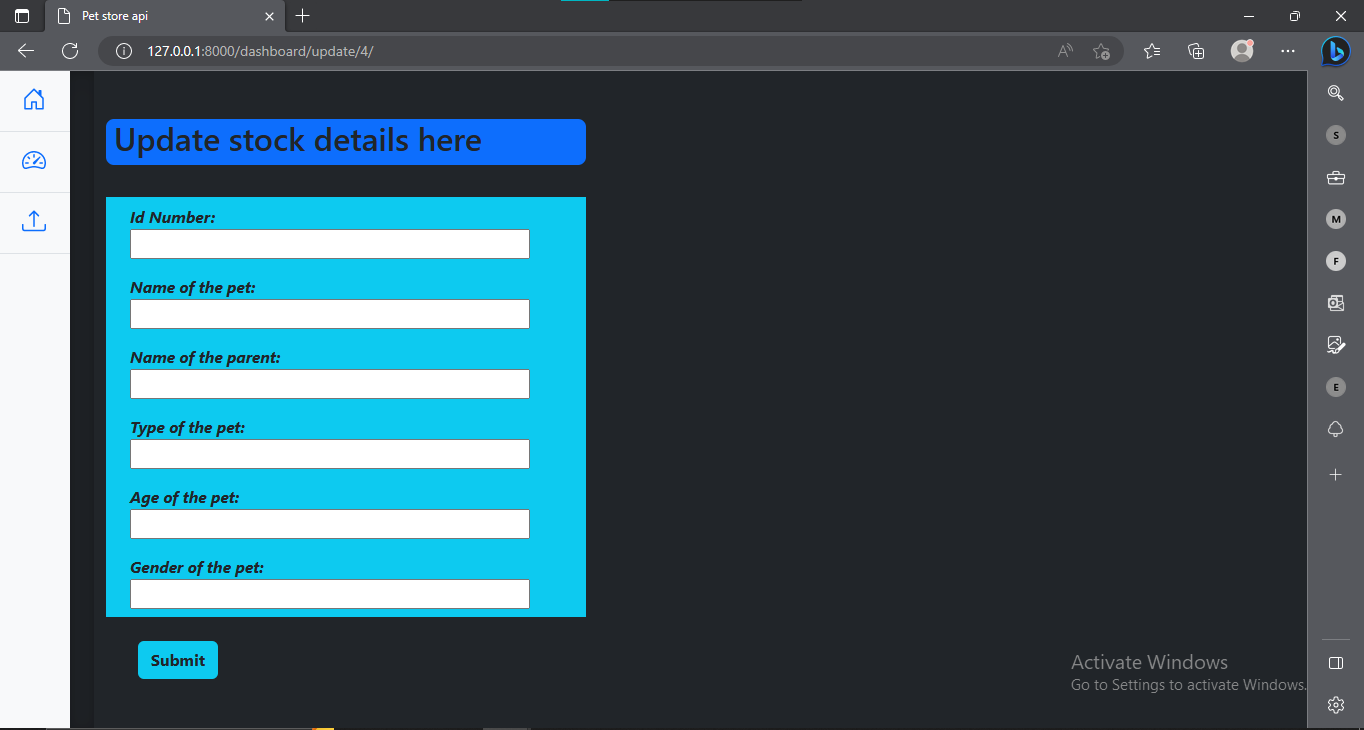 Pet store api
127.0.0.1:8000/dashboard/update/4/
A
S
M
F
E
Update stock details here
Id Number:
Name of the pet:
Name of the parent:
Type of the pet:
Age of the pet:
Gender of the pet:
Submit
Activate Windows
Go to Settings to activate Windows.